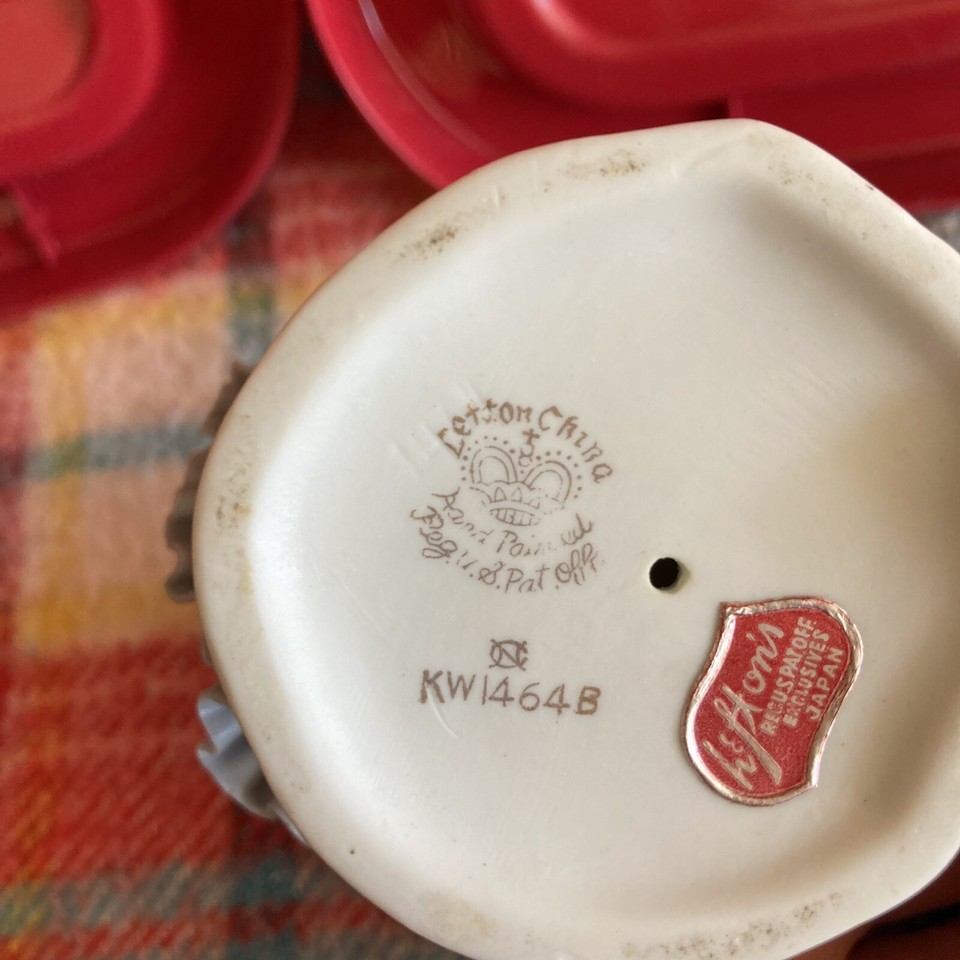 Lefton China
Hand Painted
Reg. U.S. Pat. Off.
KW1464B
Lefton's
REG.U.S.PAT.OFF.
EXCLUSIVES
JAPAN